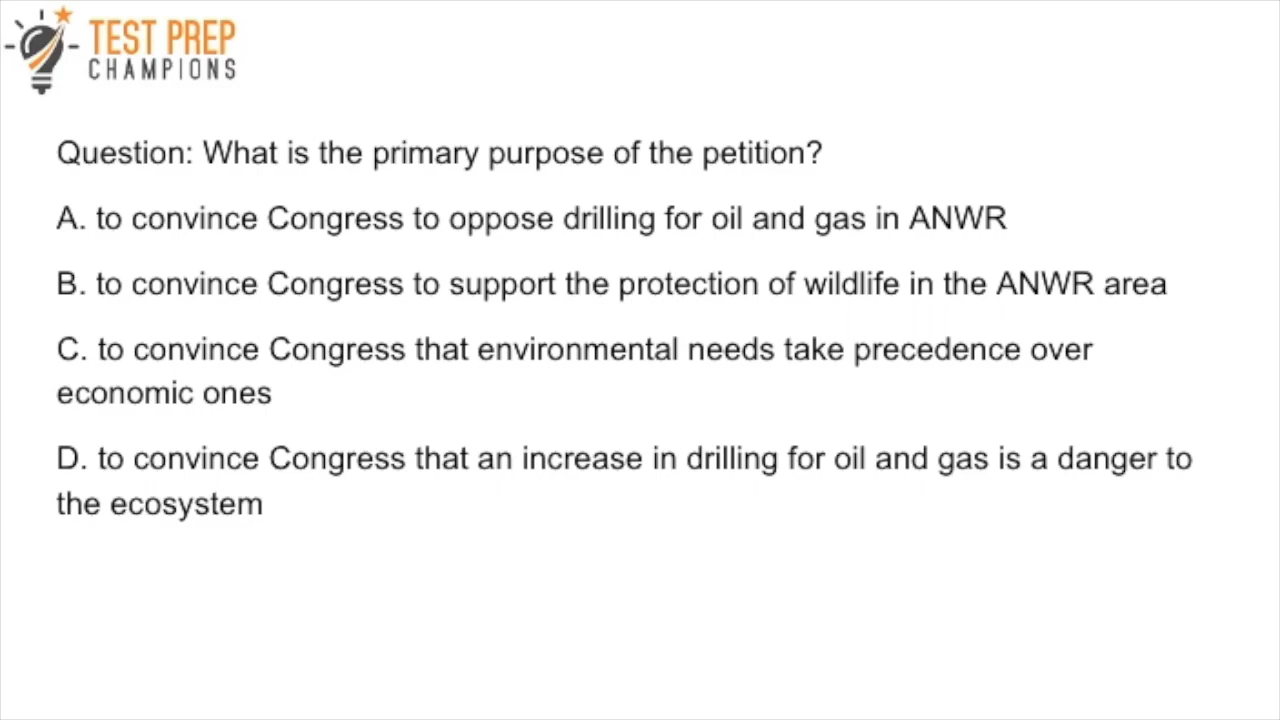 TEST PREP
CHAMPIONS
Question: What is the primary purpose of the petition?
A. to convince Congress to oppose drilling for oil and gas in ANWR
B. to convince Congress to support the protection of wildlife in the ANWR area
C. to convince Congress that environmental needs take precedence over
economic ones
D. to convince Congress that an increase in drilling for oil and gas is a danger to
the ecosystem